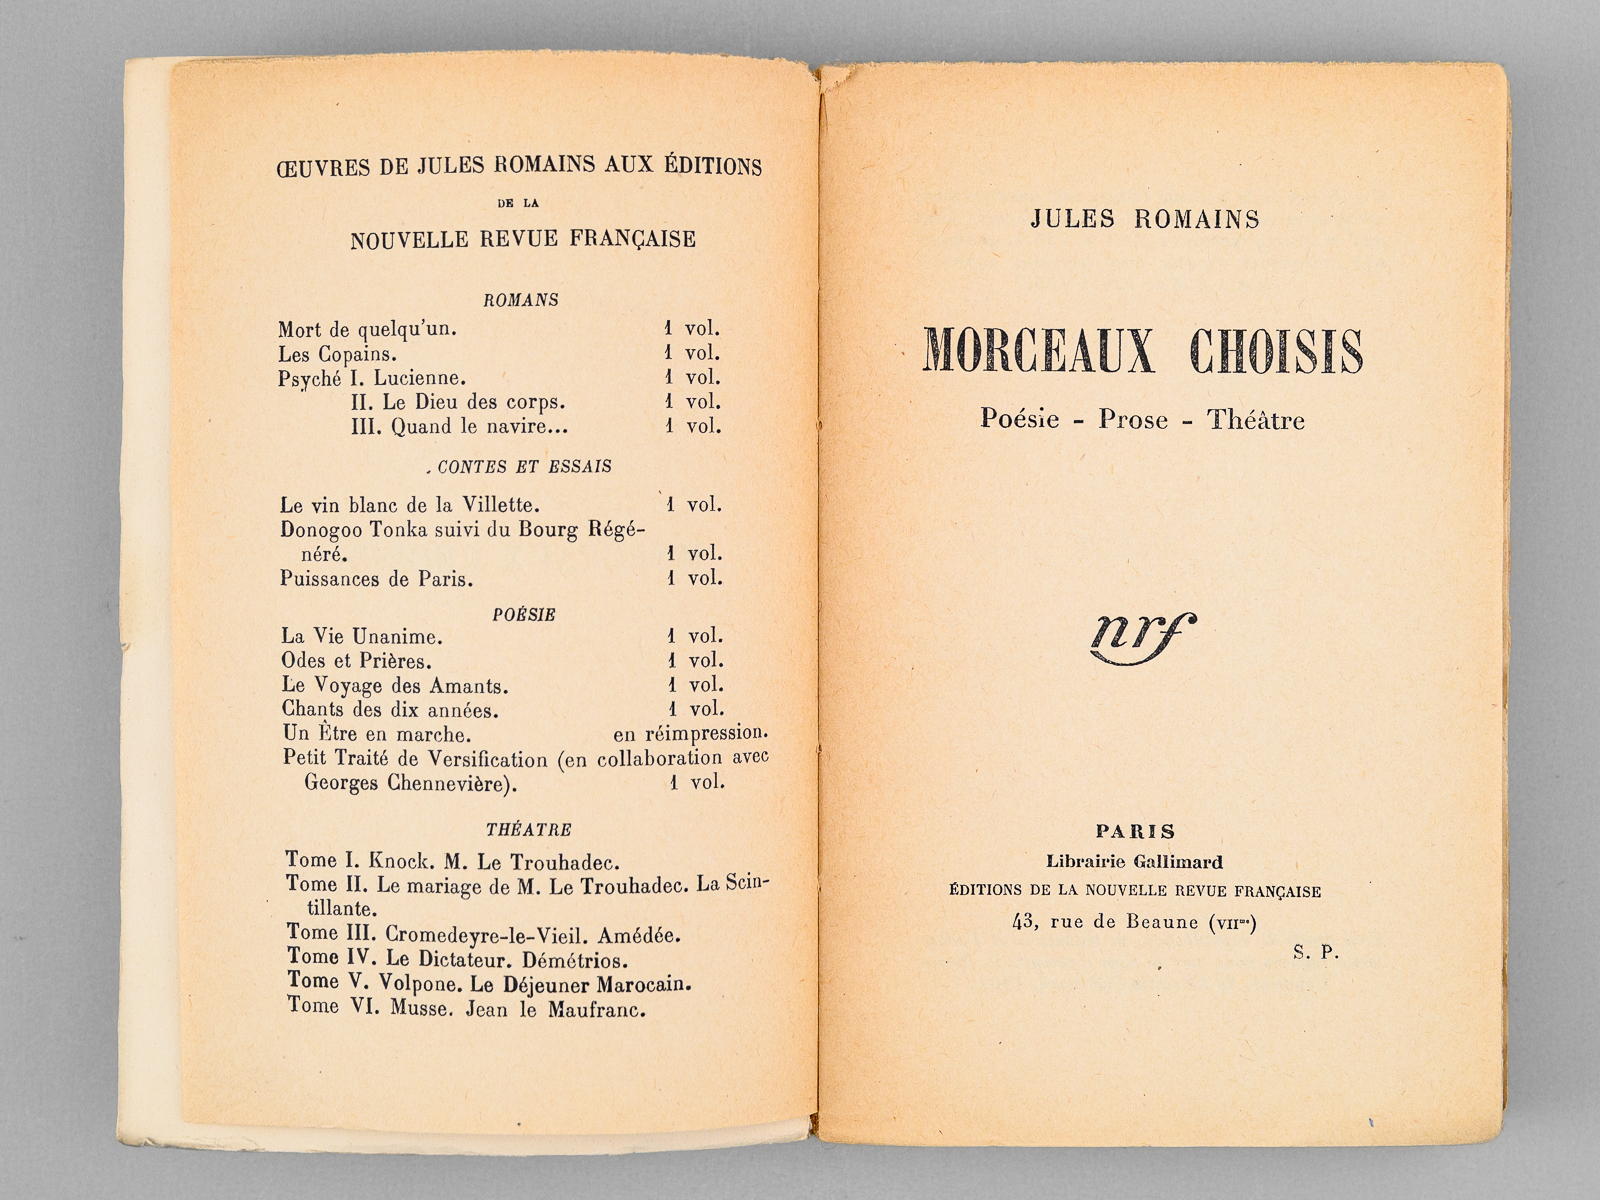 ŒUVRES DE JULES ROMAINS AUX ÉDITIONS
DE LA
NOUVELLE REVUE FRANÇAISE
ROMANS
Mort de quelqu'un. 1 vol.
Les Copains. 1 vol.
Psyché I. Lucienne. 1 vol.
II. Le Dieu des corps. 1 vol.
III. Quand le navire... 1 vol.
CONTES ET ESSAIS
Le vin blanc de la Villette. 1 vol.
Donogoo Tonka suivi du Bourg Régé-
néré. 1 vol.
Puissances de Paris. 1 vol.
POÉSIE
La Vie Unanime. 1 vol.
Odes et Prières. 1 vol.
Le Voyage des Amants. 1 vol.
Chants des dix années. 1 vol.
Un Être en marche. en réimpression.
Petit Traité de Versification (en collaboration avec
Georges Chennevière). 1 vol.
THÉATRE
Tome I. Knock. M. Le Trouhadec.
Tome II. Le mariage de M. Le Trouhadec. La Scin-
tillante.
Tome III. Cromedeyre-le-Vieil. Amédée.
Tome IV. Le Dictateur. Démétrios.
Tome V. Volpone. Le Déjeuner Marocain.
Tome VI. Musse. Jean le Maufranc.
JULES ROMAINS
MORCEAUX CHOISIS
Poésie - Prose - Théâtre
nrf
PARIS
Librairie Gallimard
ÉDITIONS DE LA NOUVELLE REVUE FRANÇAISE
43, rue de Beaune (VIIme)
S. P.